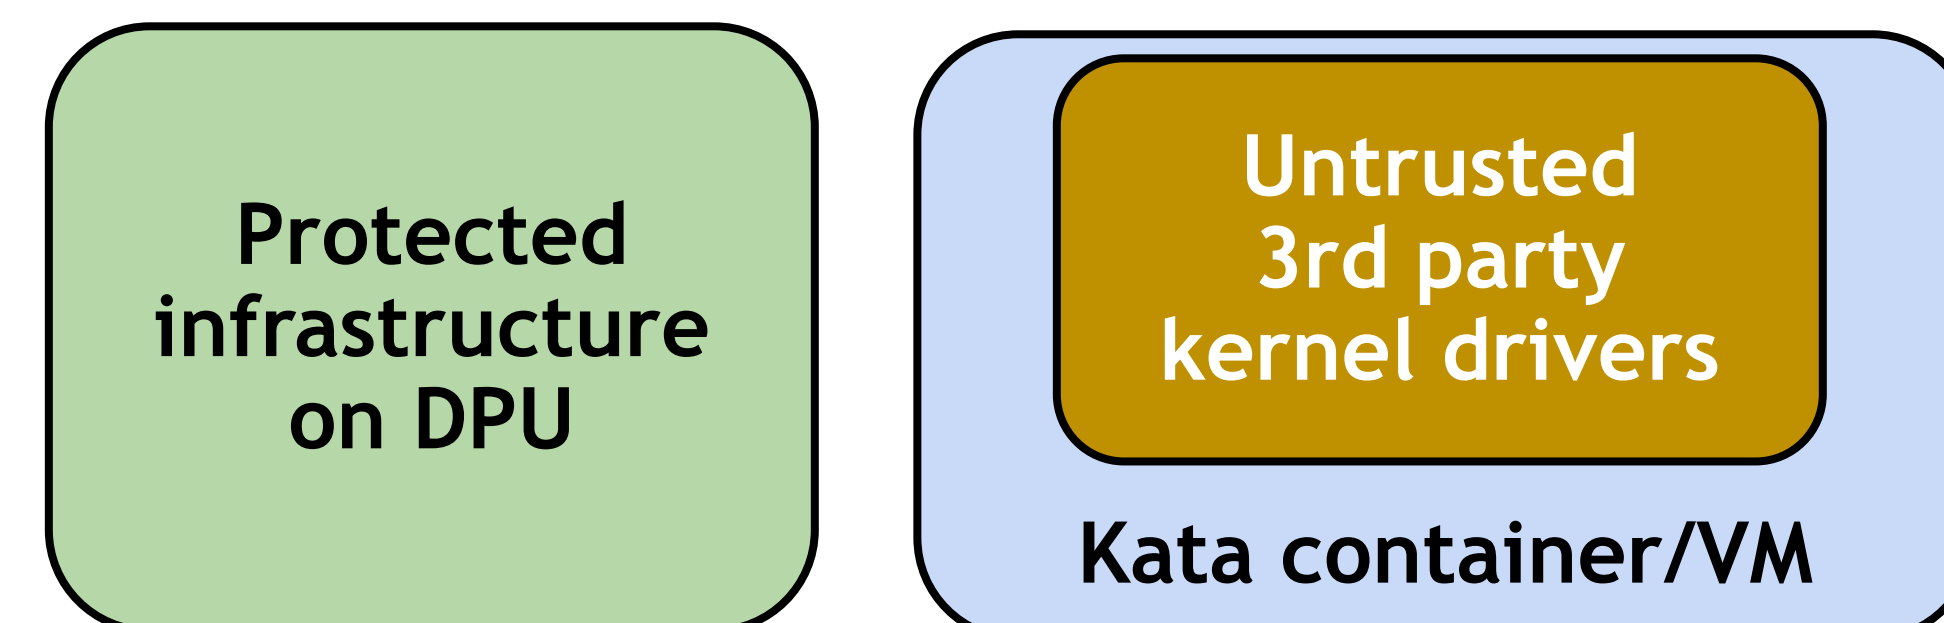 Protected
infrastructure
on DPU
Untrusted
3rd party
kernel drivers
Kata container/VM